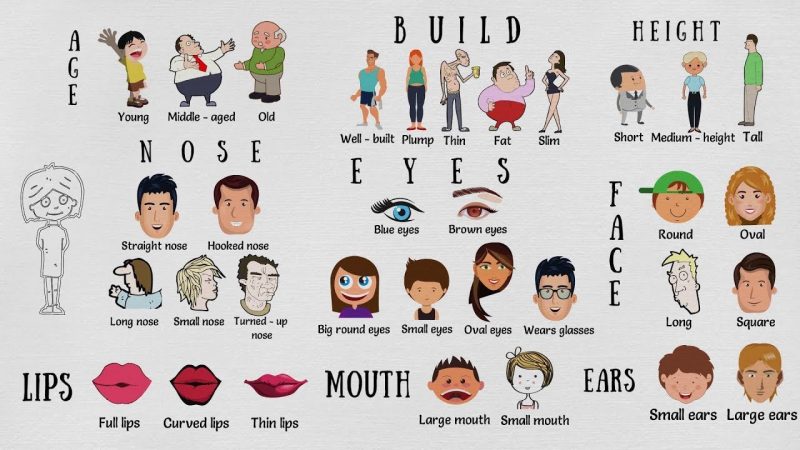 AGE
Young
Middle - aged
Old
BUILD
Well - built
Plump
Thin
Fat
Slim
HEIGHT
Short
Medium - height
Tall
NOSE
Straight nose
Hooked nose
Long nose
Small nose
Turned - up
nose
EYES
Blue eyes
Brown eyes
Big round eyes
Small eyes
Oval eyes
Wears glasses
FACE
Round
Oval
Long
Square
LIPS
Full lips
Curved lips
Thin lips
MOUTH
Large mouth
Small mouth
EARS
Small ears
Large ears